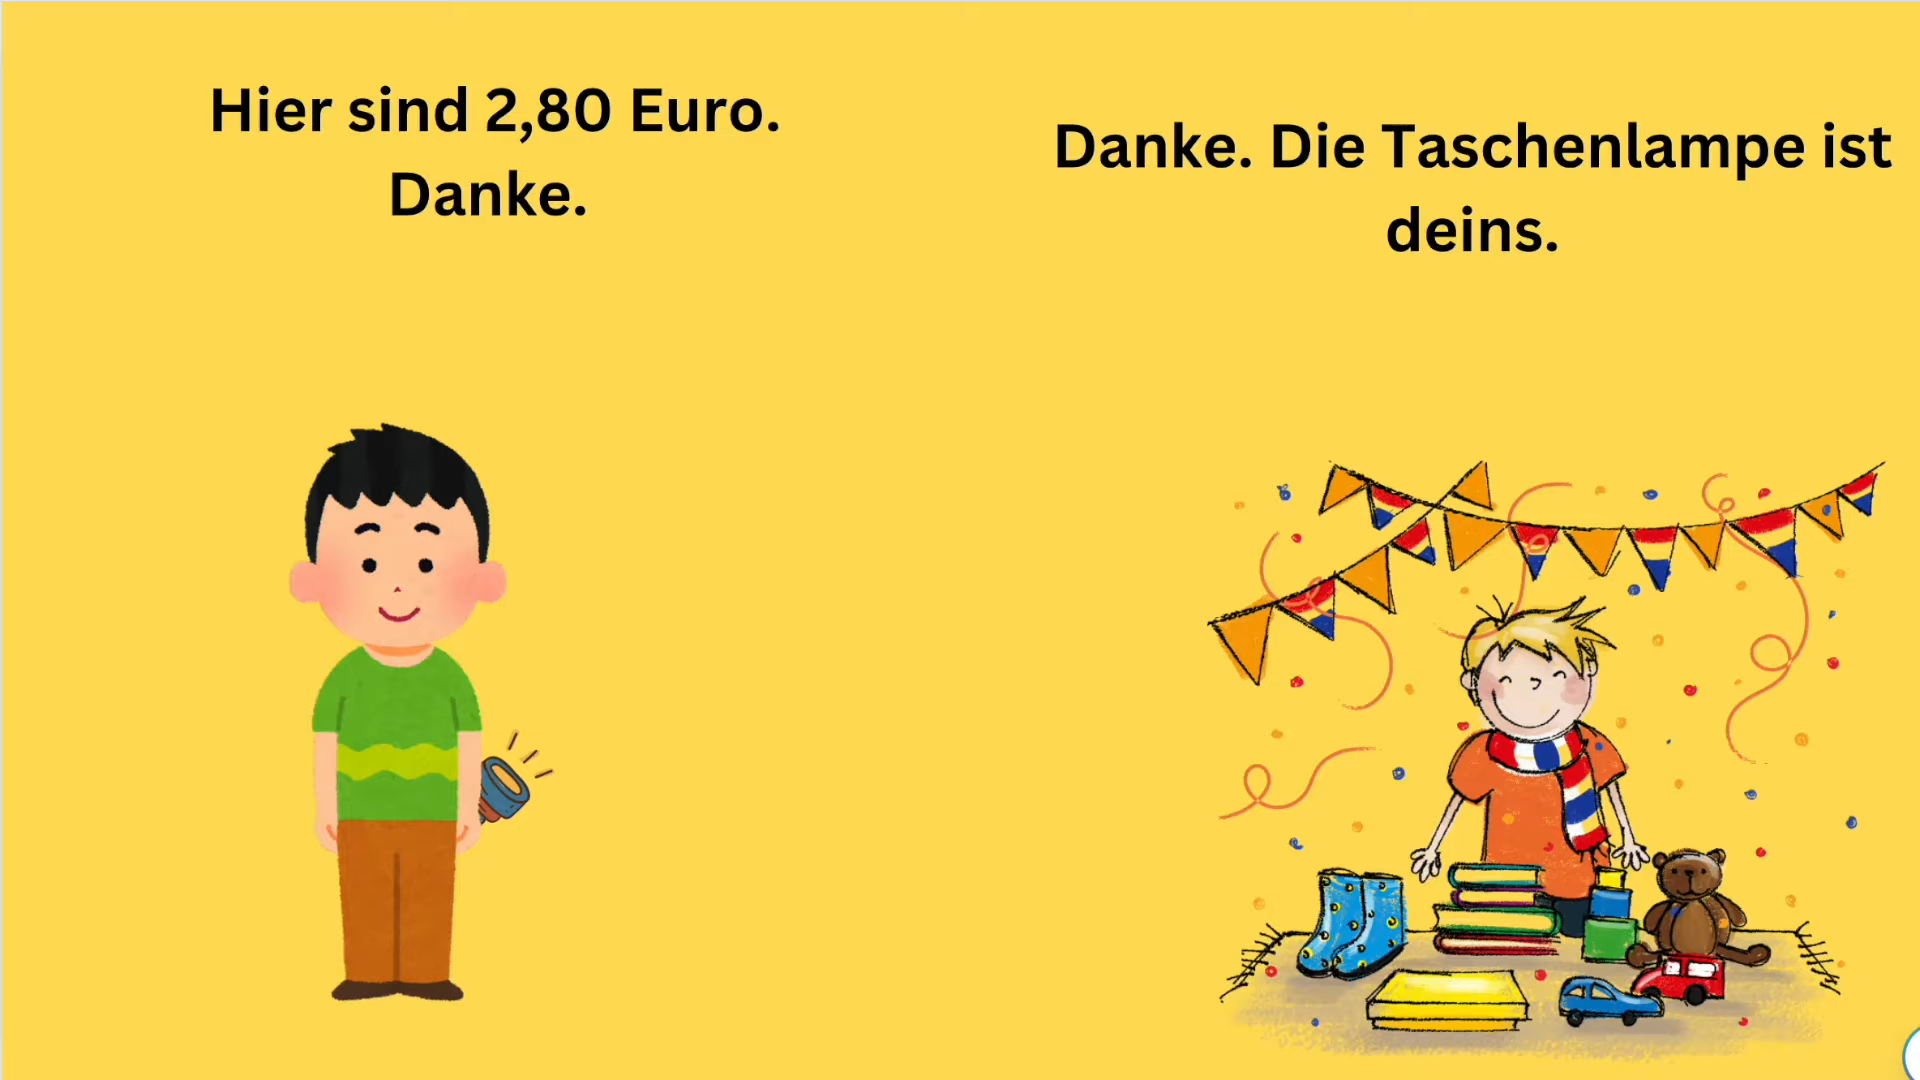 Hier sind 2,80 Euro.
Danke.
Danke. Die Taschenlampe ist
deins.